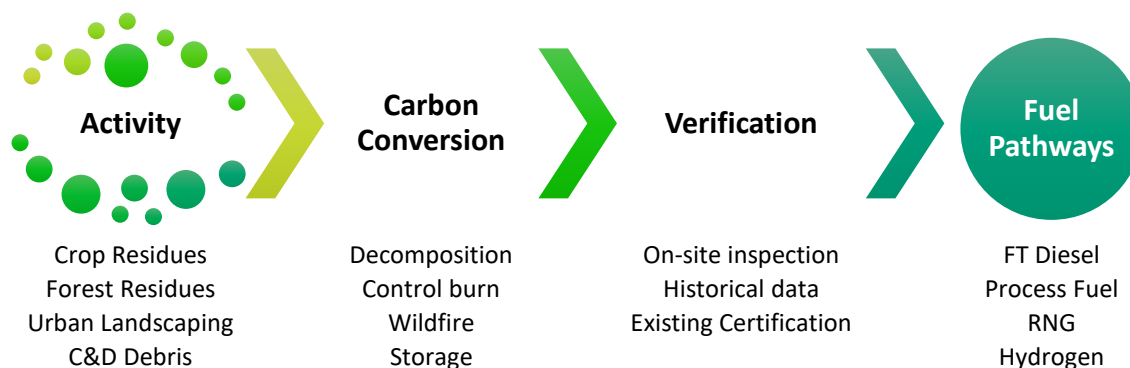 Activity
Carbon
Conversion
Verification
Fuel
Pathways
Crop Residues
Forest Residues
Urban Landscaping
C&D Debris
Decomposition
Control burn
Wildfire
Storage
On-site inspection
Historical data
Existing Certification
FT Diesel
Process Fuel
RNG
Hydrogen